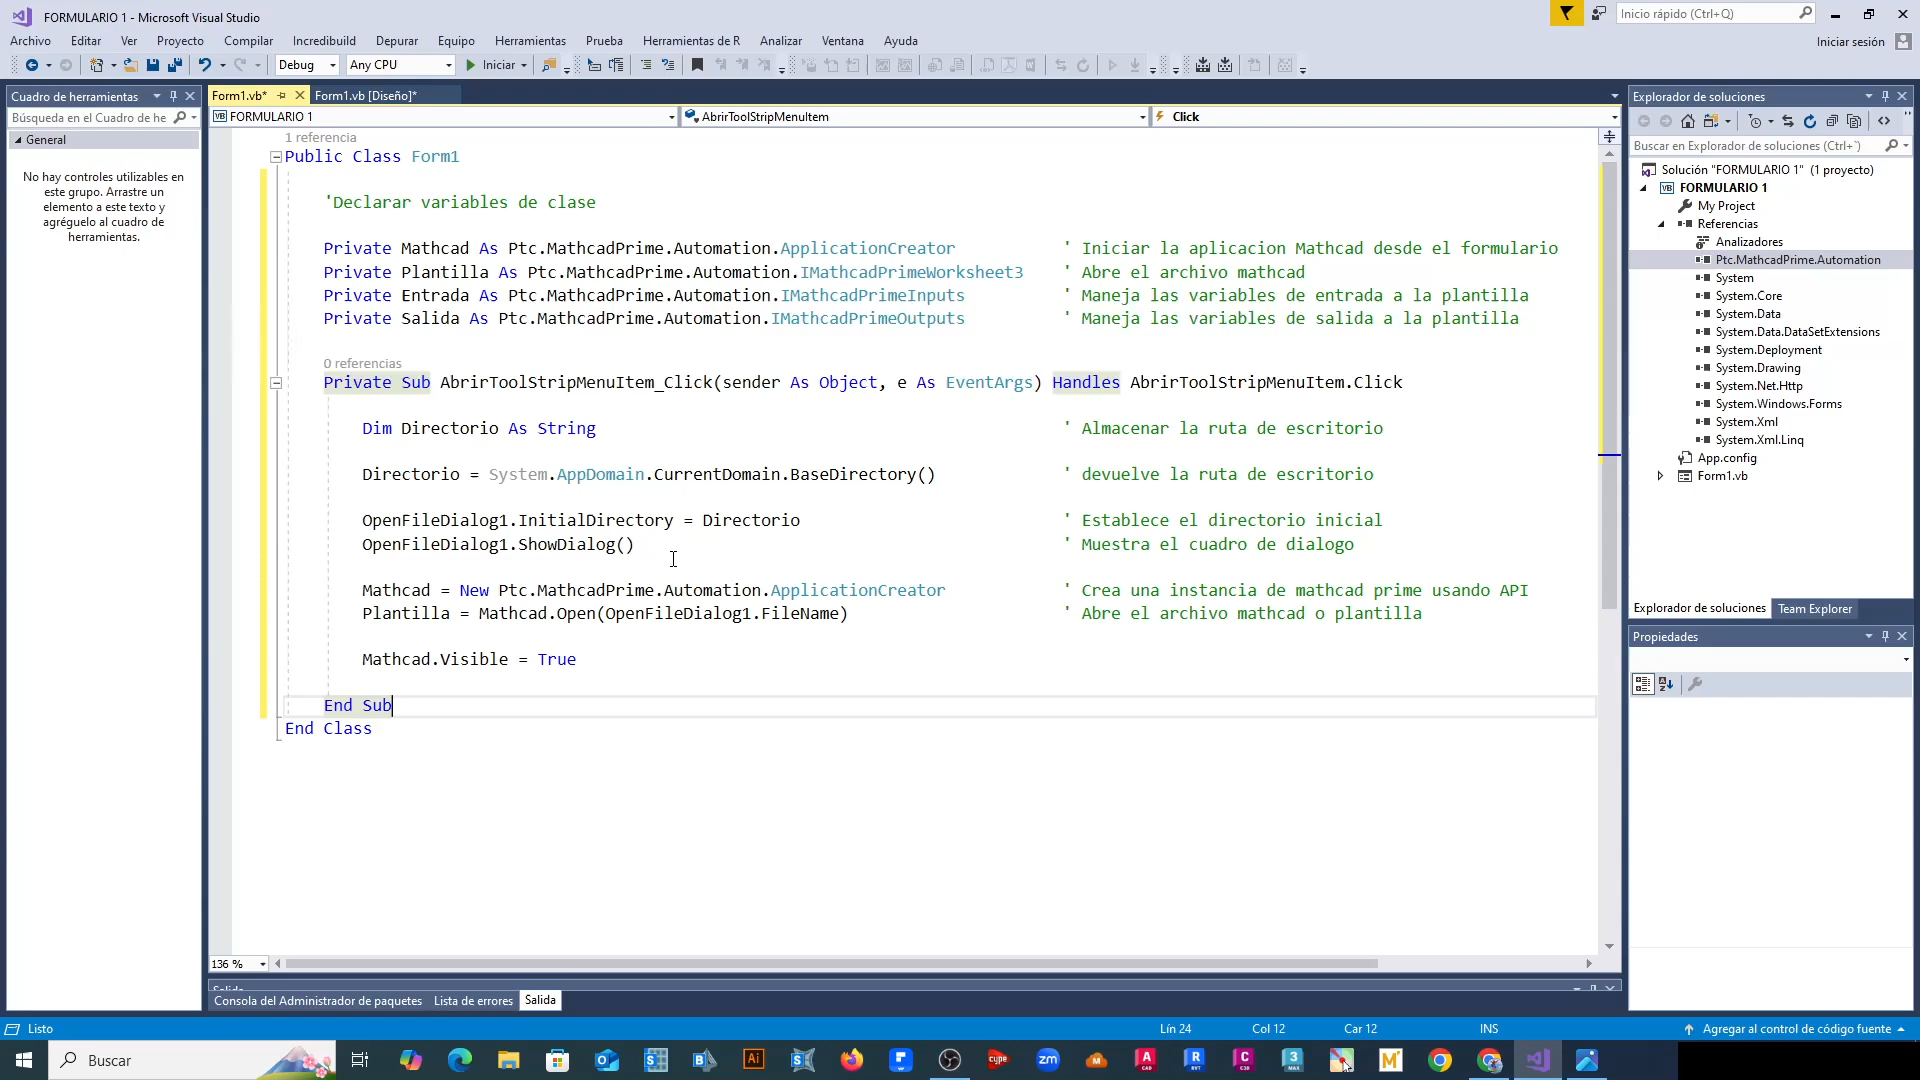 FORMULARIO 1 - Microsoft Visual Studio
Inicio rápido (Ctrl+Q)
Archivo Editar Ver Proyecto Compilar Incredibuild Depurar Equipo Herramientas Prueba Herramientas de R Analizar Ventana Ayuda
Iniciar sesión
Debug Any CPU Iniciar
Cuadro de herramientas
Búsqueda en el Cuadro de he
General
No hay controles utilizables en
este grupo. Arrastre un
elemento a este texto y
agréguelo al cuadro de
herramientas.
Form1.vb* Form1.vb [Diseño]*
FORMULARIO 1 AbrirToolStripMenuItem Click
1 referencia
Public Class Form1
'Declarar variables de clase
Private Mathcad As Ptc.MathcadPrime.Automation.ApplicationCreator ' Iniciar la aplicacion Mathcad desde el formulario
Private Plantilla As Ptc.MathcadPrime.Automation.IMathcadPrimeWorksheet3 ' Abre el archivo mathcad
Private Entrada As Ptc.MathcadPrime.Automation.IMathcadPrimeInputs ' Maneja las variables de entrada a la plantilla
Private Salida As Ptc.MathcadPrime.Automation.IMathcadPrimeOutputs ' Maneja las variables de salida a la plantilla
0 referencias
Private Sub AbrirToolStripMenuItem_Click(sender As Object, e As EventArgs) Handles AbrirToolStripMenuItem.Click
Dim Directorio As String ' Almacenar la ruta de escritorio
Directorio = System.AppDomain.CurrentDomain.BaseDirectory() ' devuelve la ruta de escritorio
OpenFileDialog1.InitialDirectory = Directorio ' Establece el directorio inicial
OpenFileDialog1.ShowDialog() ' Muestra el cuadro de dialogo
Mathcad = New Ptc.MathcadPrime.Automation.ApplicationCreator ' Crea una instancia de mathcad prime usando API
Plantilla = Mathcad.Open(OpenFileDialog1.FileName) ' Abre el archivo mathcad o plantilla
Mathcad.Visible = True
End Sub
End Class
136 %
Consola del Administrador de paquetes Lista de errores Salida
Explorador de soluciones
Buscar en Explorador de soluciones (Ctrl+¨)
Solución "FORMULARIO 1" (1 proyecto)
FORMULARIO 1
My Project
Referencias
Analizadores
Ptc.MathcadPrime.Automation
System
System.Core
System.Data
System.Data.DataSetExtensions
System.Deployment
System.Drawing
System.Net.Http
System.Windows.Forms
System.Xml
System.Xml.Linq
App.config
Form1.vb
Explorador de soluciones Team Explorer
Propiedades
Listo Lín 24 Col 12 Car 12 INS Agregar al control de código fuente
Buscar